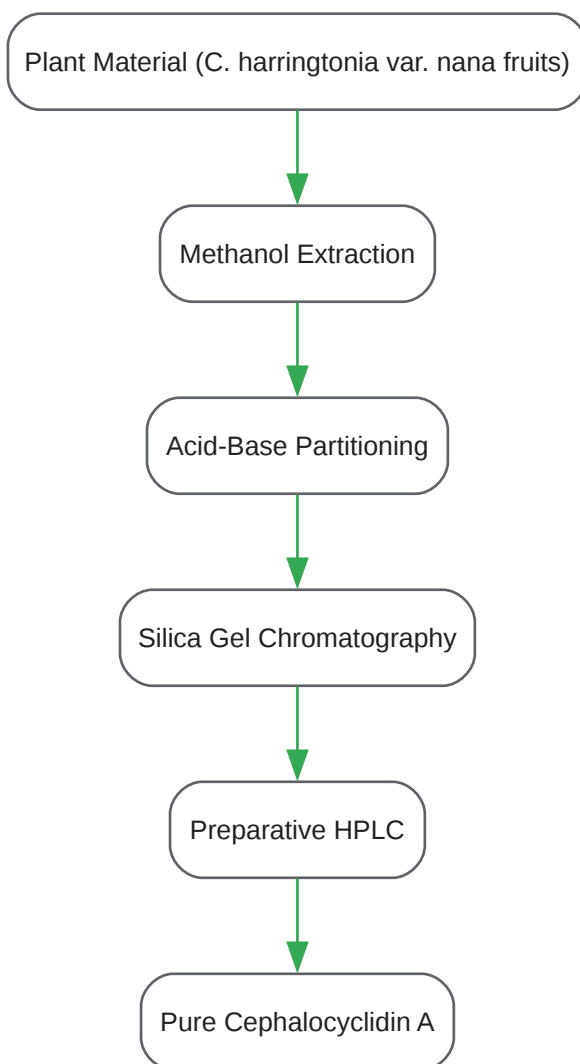 Plant Material (C. harringtonia var. nana fruits)
Methanol Extraction
Acid-Base Partitioning
Silica Gel Chromatography
Preparative HPLC
Pure Cephalocyclidin A